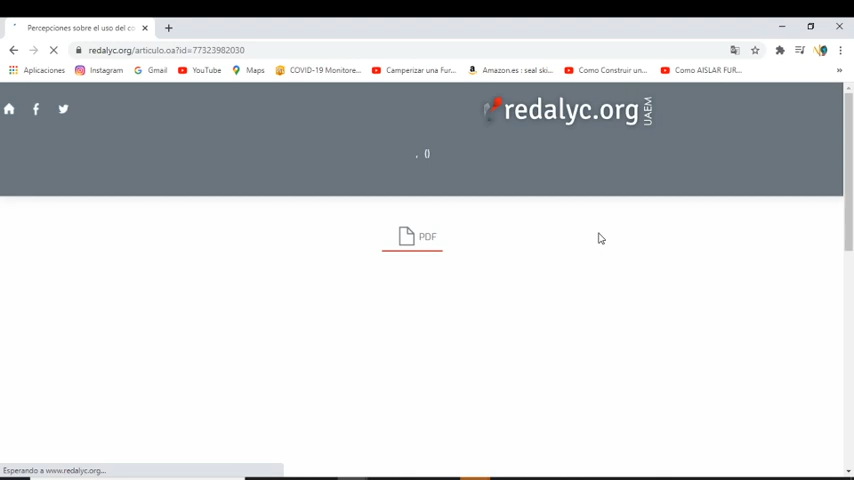 Percepciones sobre el uso del co
redalyc.org/articulo.oa?id=77323982030
Aplicaciones Instagram Gmail YouTube Maps COVID-19 Monitore... Camperizar una Fur... Amazon.es : seal ski... Como Construir un... Como AISLAR FUR... »
redalyc.org UAEM
, ()
PDF
Esperando a www.redalyc.org...